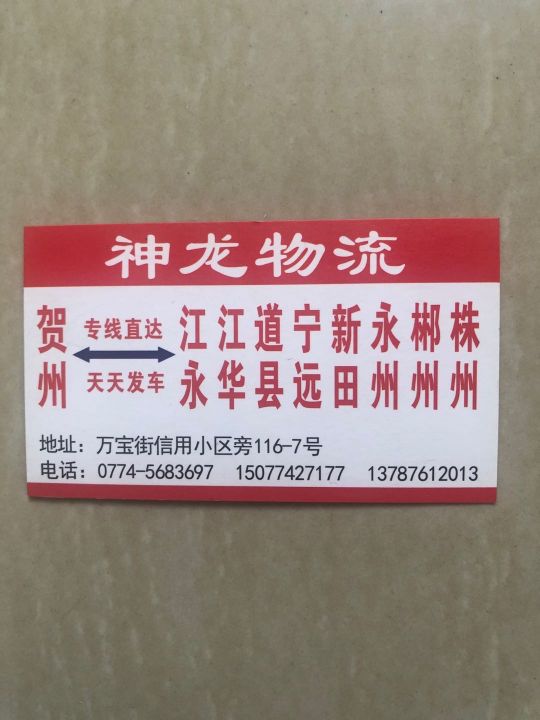 神龙物流
贺州 专线直达 天天发车 江永 江华 道县 宁远 新田 永州 郴州 株州
地址：万宝街信用小区旁116-7号
电话：0774-5683697 15077427177 13787612013